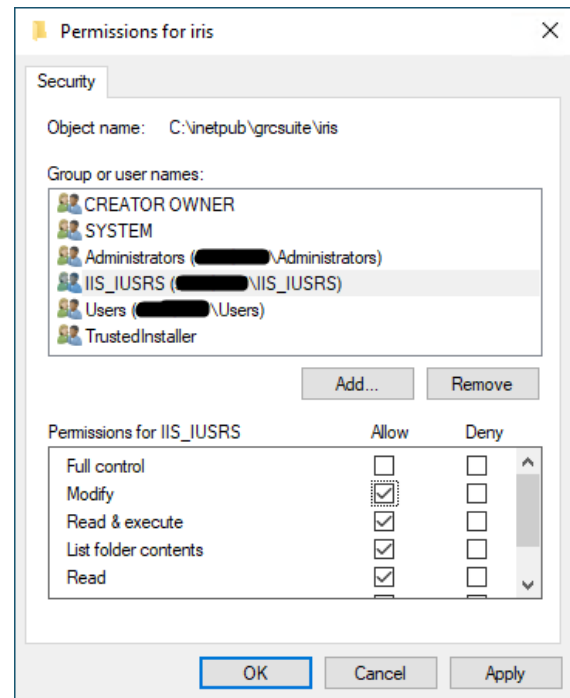 Permissions for iris
Security
Object name: C:\inetpub\grcsuite\iris
Group or user names:
CREATOR OWNER
SYSTEM
Administrators (\Administrators)
IIS_IUSRS (\IIS_IUSRS)
Users (\Users)
TrustedInstaller
Add... Remove
Permissions for IIS_IUSRS Allow Deny
Full control
Modify
Read & execute
List folder contents
Read
OK Cancel Apply